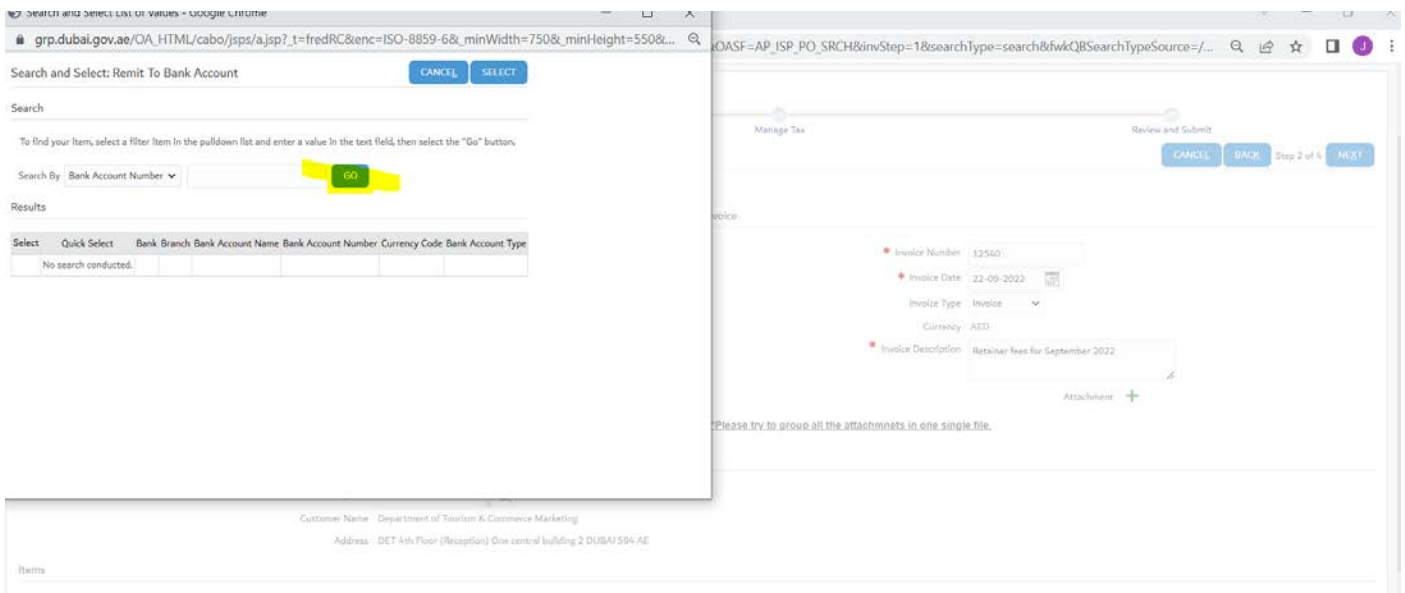 Search and Select List of Values - Google Chrome
grp.dubai.gov.ae/OA_HTML/cabo/jsps/a.jsp?_t=fredRC&enc=ISO-8859-6&_minWidth=750&_minHeight=550&...
OASF=AP_ISP_PO_SRCH&invStep=1&searchType=search&fwkQBSearchTypeSource=/...
J
Search and Select: Remit To Bank Account
CANCEL
SELECT
Search
To find your item, select a filter item in the pulldown list and enter a value in the text field, then select the "Go" button.
Search By
Bank Account Number
GO
Results
Select Quick Select Bank Branch Bank Account Name Bank Account Number Currency Code Bank Account Type
No search conducted.
Manage Tax
Review and Submit
CANCEL
BACK
Step 2 of 4
NEXT
voice
* Invoice Number 12540
* Invoice Date 22-09-2022
Invoice Type Invoice
Currency AED
* Invoice Description Retainer fees for September 2022
Attachment
*Please try to group all the attachmnets in one single file.
Customer Name Department of Tourism & Commerce Marketing
Address DET 4th Floor (Reception) One central building 2 DUBAI 594 AE
Items